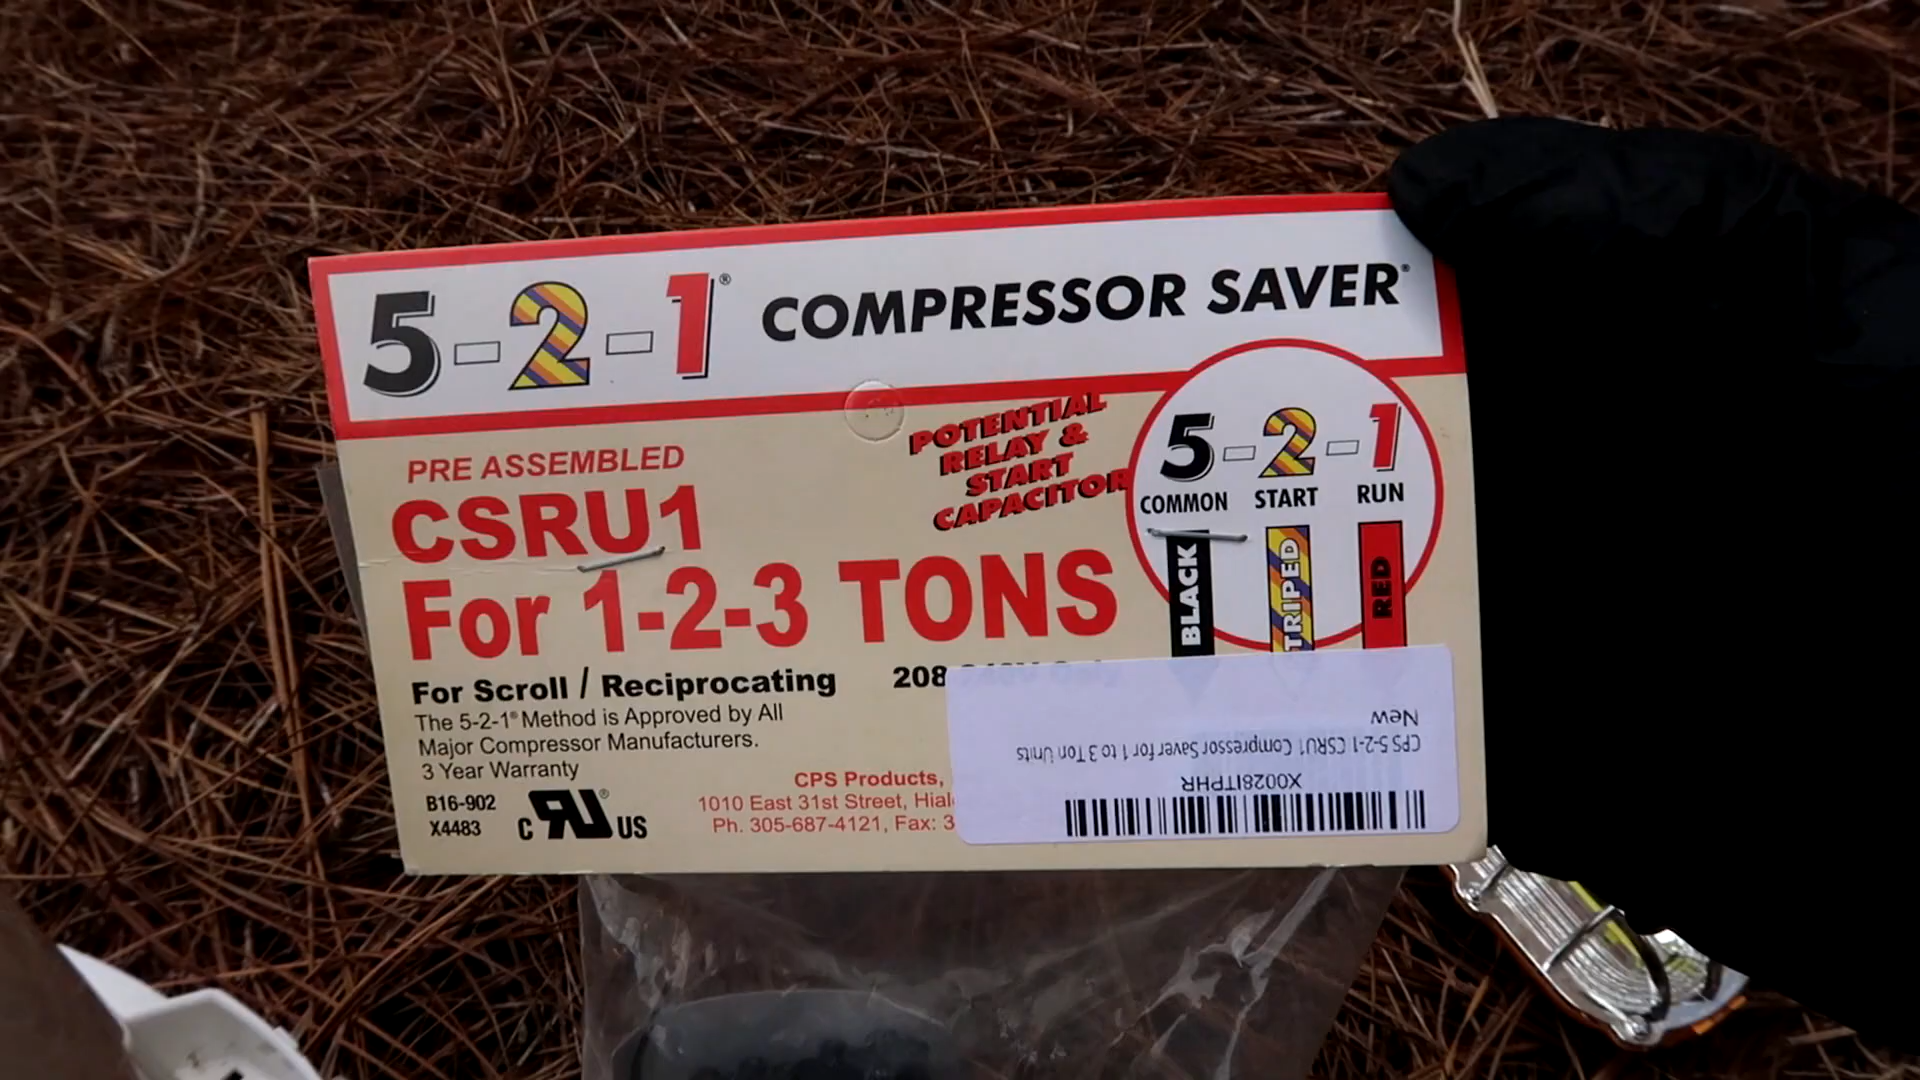 5-2-1® COMPRESSOR SAVER®
PRE ASSEMBLED
CSRU1
For 1-2-3 TONS
POTENTIAL
RELAY &
START
CAPACITOR
5-2-1
COMMON START RUN
BLACK
TRIPED
RED
For Scroll / Reciprocating 208
The 5-2-1® Method is Approved by All
Major Compressor Manufacturers.
3 Year Warranty
B16-902
X4483
C RU® US
CPS Products,
1010 East 31st Street, Hial
Ph. 305-687-4121, Fax: 3
X0028ITPHR
CPS 5-2-1 CSRU1 Compressor Saver for 1 to 3 Ton Units
New